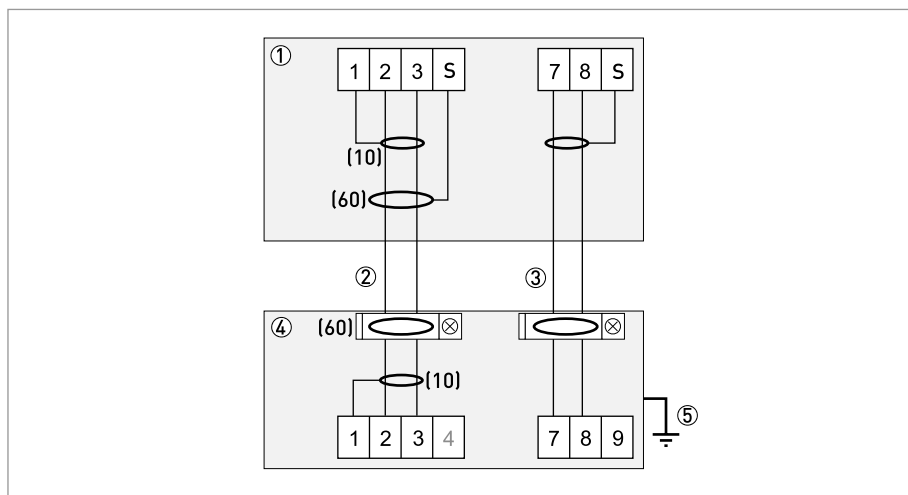 ①
1 2 3 S
7 8 S
(10)
(60)
②
③
④
(60)
(10)
1 2 3 4
7 8 9
⑤